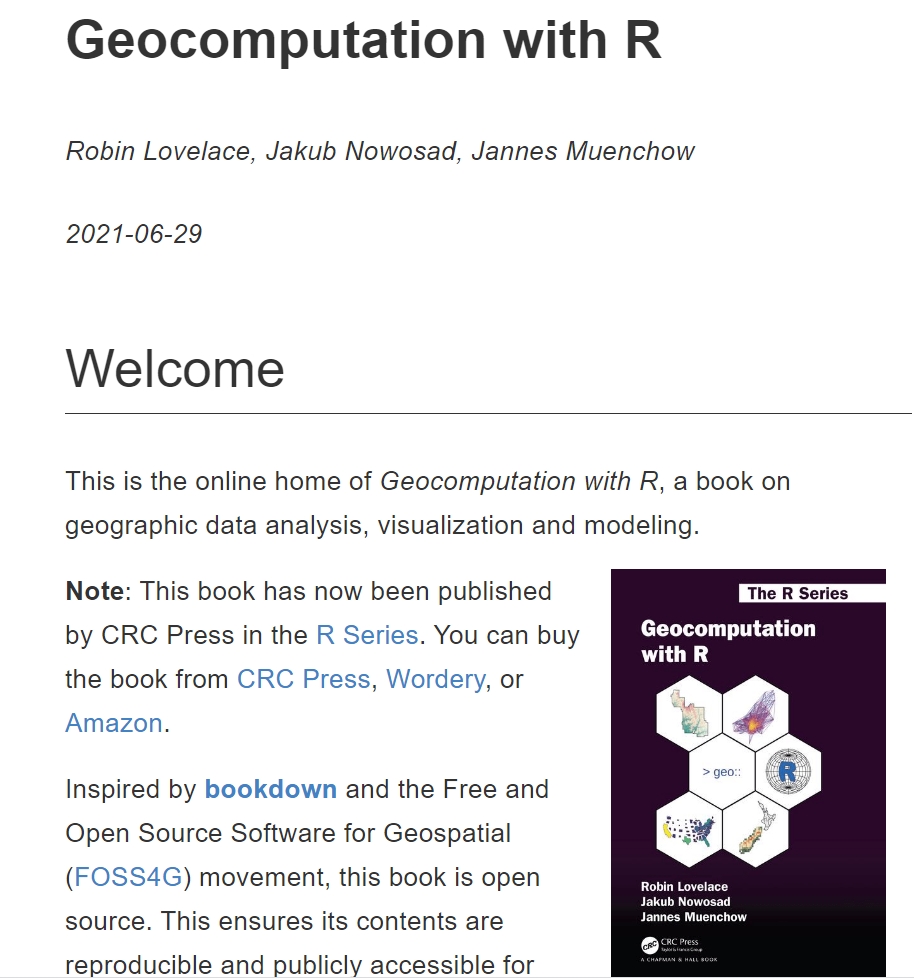 Geocomputation with R
Robin Lovelace, Jakub Nowosad, Jannes Muenchow
2021-06-29
Welcome
This is the online home of Geocomputation with R, a book on
geographic data analysis, visualization and modeling.
Note: This book has now been published
by CRC Press in the R Series. You can buy
the book from CRC Press, Wordery, or
Amazon.
Inspired by bookdown and the Free and
Open Source Software for Geospatial
(FOSS4G) movement, this book is open
source. This ensures its contents are
reproducible and publicly accessible for
The R Series
Geocomputation
with R
> geo::
R
Robin Lovelace
Jakub Nowosad
Jannes Muenchow
CRC
CRC Press
Taylor & Francis Group
A CHAPMAN & HALL BOOK